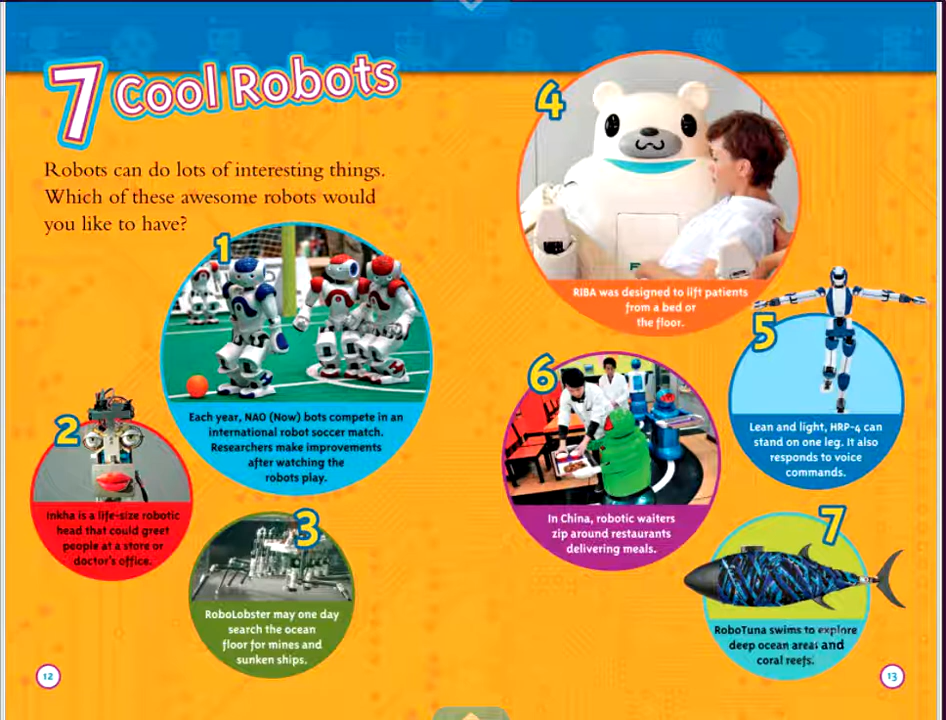 7 Cool Robots
Robots can do lots of interesting things.
Which of these awesome robots would
you like to have?
1
Each year, NAO (Now) bots compete in an
international robot soccer match.
Researchers make improvements
after watching the
robots play.
2
Inkha is a life-size robotic
head that could greet
people at a store or
doctor's office.
3
RoboLobster may one day
search the ocean
floor for mines and
sunken ships.
12
4
RIBA was designed to lift patients
from a bed or
the floor.
5
Lean and light, HRP-4 can
stand on one leg. It also
responds to voice
commands.
6
In China, robotic waiters
zip around restaurants
delivering meals.
7
RoboTuna swims to explore
deep ocean areas and
coral reefs.
13